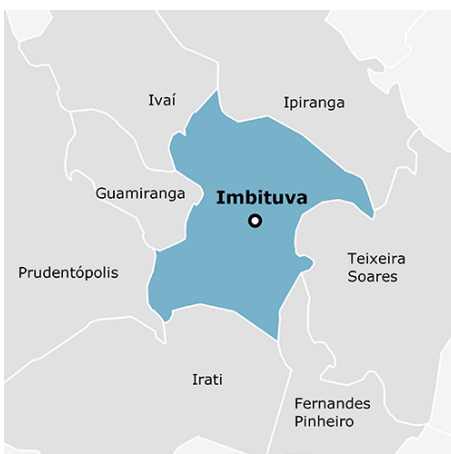 Ivaí
Ipiranga
Guamiranga
Imbituva
Prudentópolis
Teixeira
Soares
Irati
Fernandes
Pinheiro